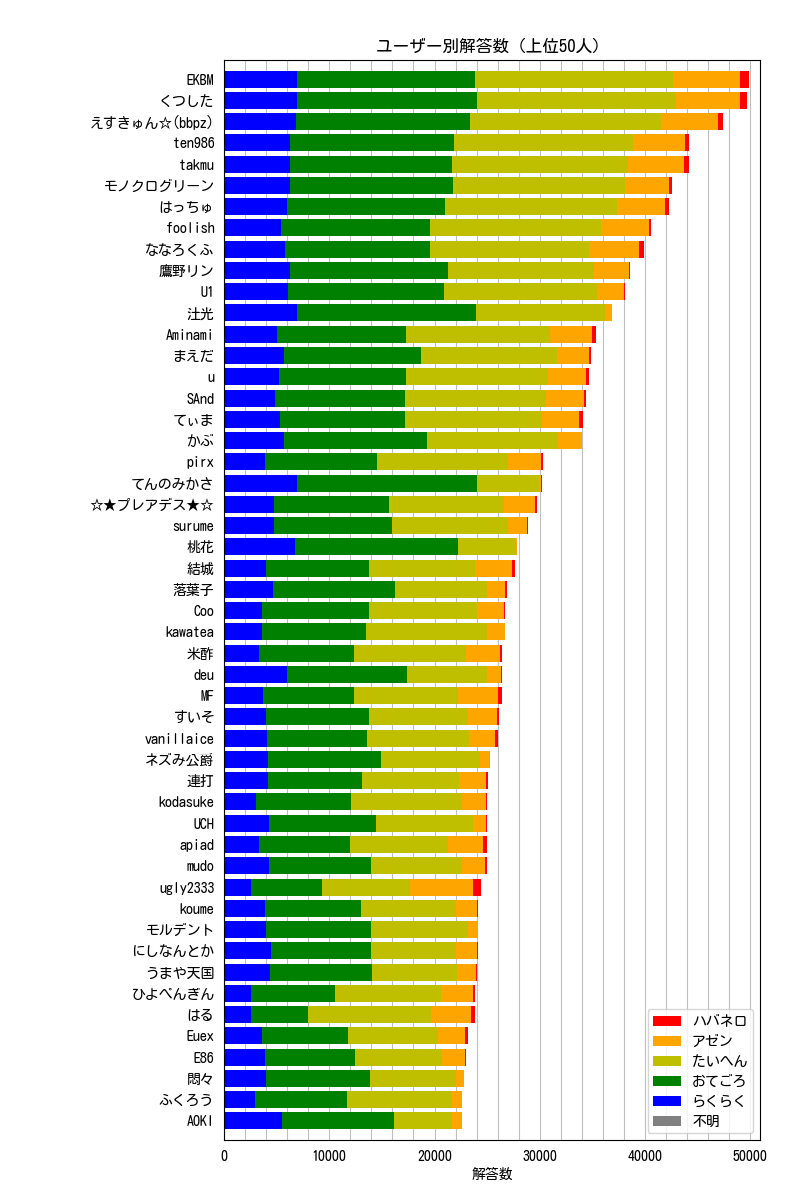 ユーザー別解答数 (上位50人)
EKBM
くつした
えすきゅん☆(bbpz)
ten986
takmu
モノクログリーン
はっちゅ
foolish
ななろくふ
鷹野リン
U1
汢光
Aminami
まえだ
u
SAnd
てぃま
かぶ
pirx
てんのみかさ
☆★プレアデス★☆
surume
桃花
結城
落葉子
Coo
kawatea
米酢
deu
MF
すいそ
vanillaice
ネズみ公爵
連打
kodasuke
UCH
apiad
mudo
ugly2333
koume
モルデント
にしなんとか
うまや天国
ひよぺんぎん
はる
Euex
E86
悶々
ふくろう
AOKI
ハバネロ
アゼン
たいへん
おてごろ
らくらく
不明
0 10000 20000 30000 40000 50000
解答数